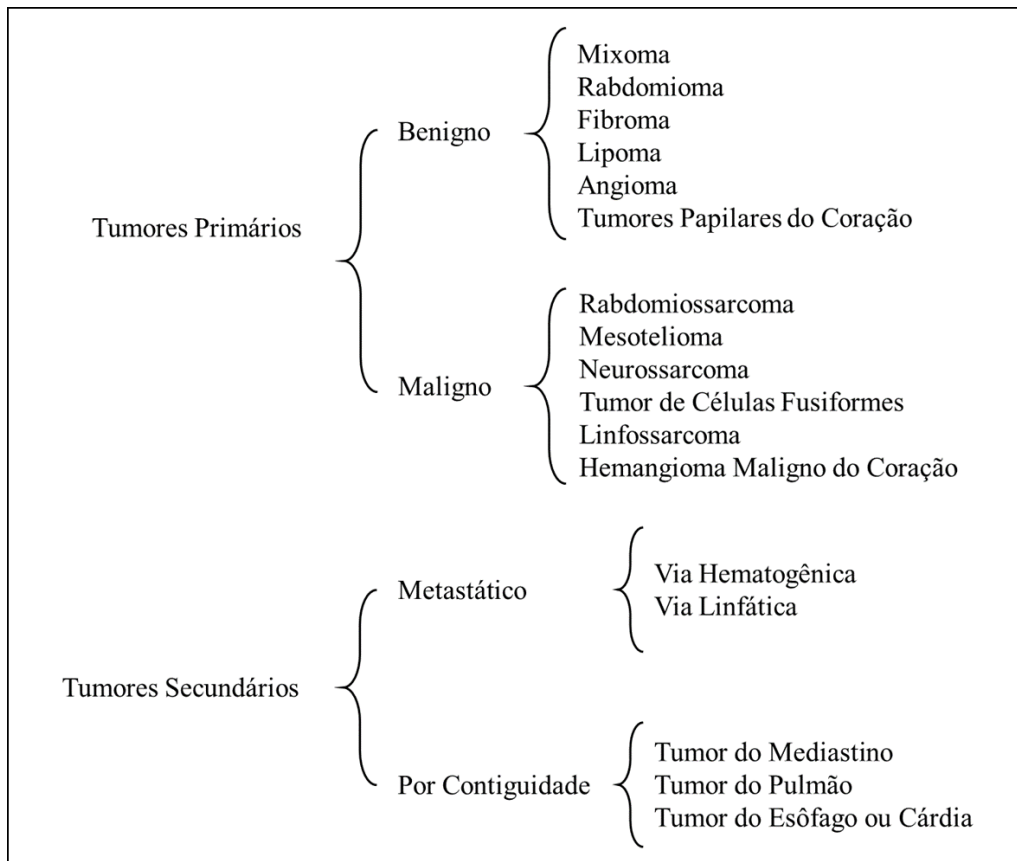 Tumores Primários
Benigno
Mixoma
Rabdomioma
Fibroma
Lipoma
Angioma
Tumores Papilares do Coração
Maligno
Rabdomiossarcoma
Mesotelioma
Neurossarcoma
Tumor de Células Fusiformes
Linfossarcoma
Hemangioma Maligno do Coração
Tumores Secundários
Metastático
Via Hematogênica
Via Linfática
Por Contiguidade
Tumor do Mediastino
Tumor do Pulmão
Tumor do Esôfago ou Cárdia